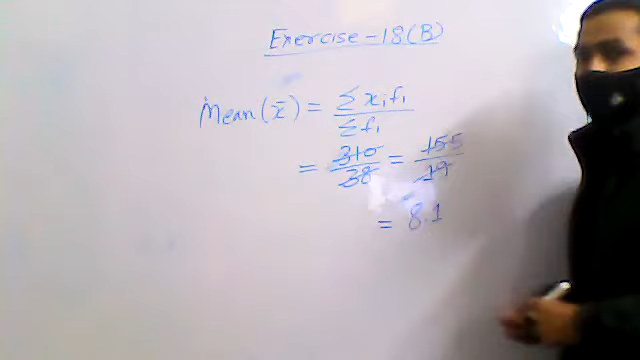 Exercise - 18(B)
Mean (x̄) = Σxᵢfᵢ / Σfᵢ
= 310/38 = 155/19
= 8.1